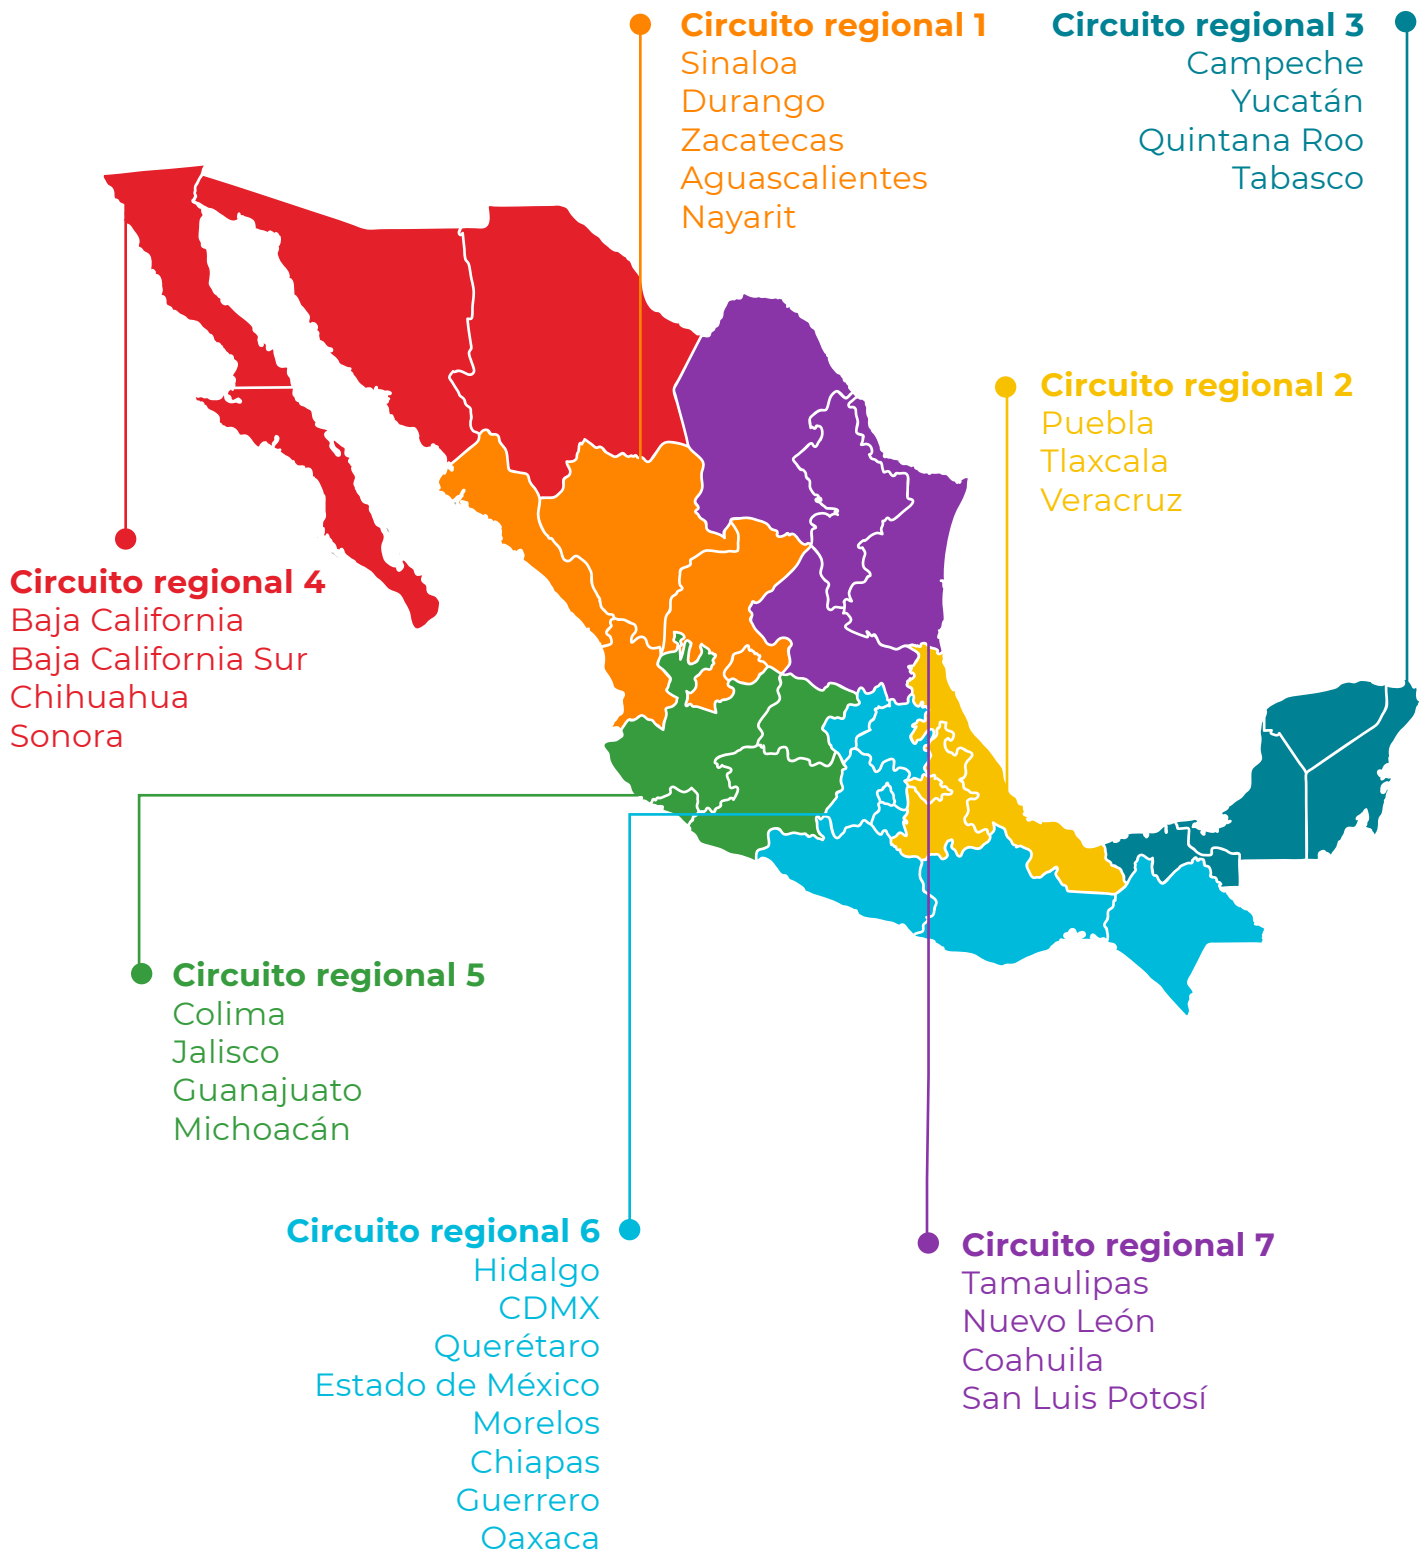 Circuito regional 1
Sinaloa
Durango
Zacatecas
Aguascalientes
Nayarit
Circuito regional 3
Campeche
Yucatán
Quintana Roo
Tabasco
Circuito regional 2
Puebla
Tlaxcala
Veracruz
Circuito regional 4
Baja California
Baja California Sur
Chihuahua
Sonora
Circuito regional 5
Colima
Jalisco
Guanajuato
Michoacán
Circuito regional 6
Hidalgo
CDMX
Querétaro
Estado de México
Morelos
Chiapas
Guerrero
Oaxaca
Circuito regional 7
Tamaulipas
Nuevo León
Coahuila
San Luis Potosí